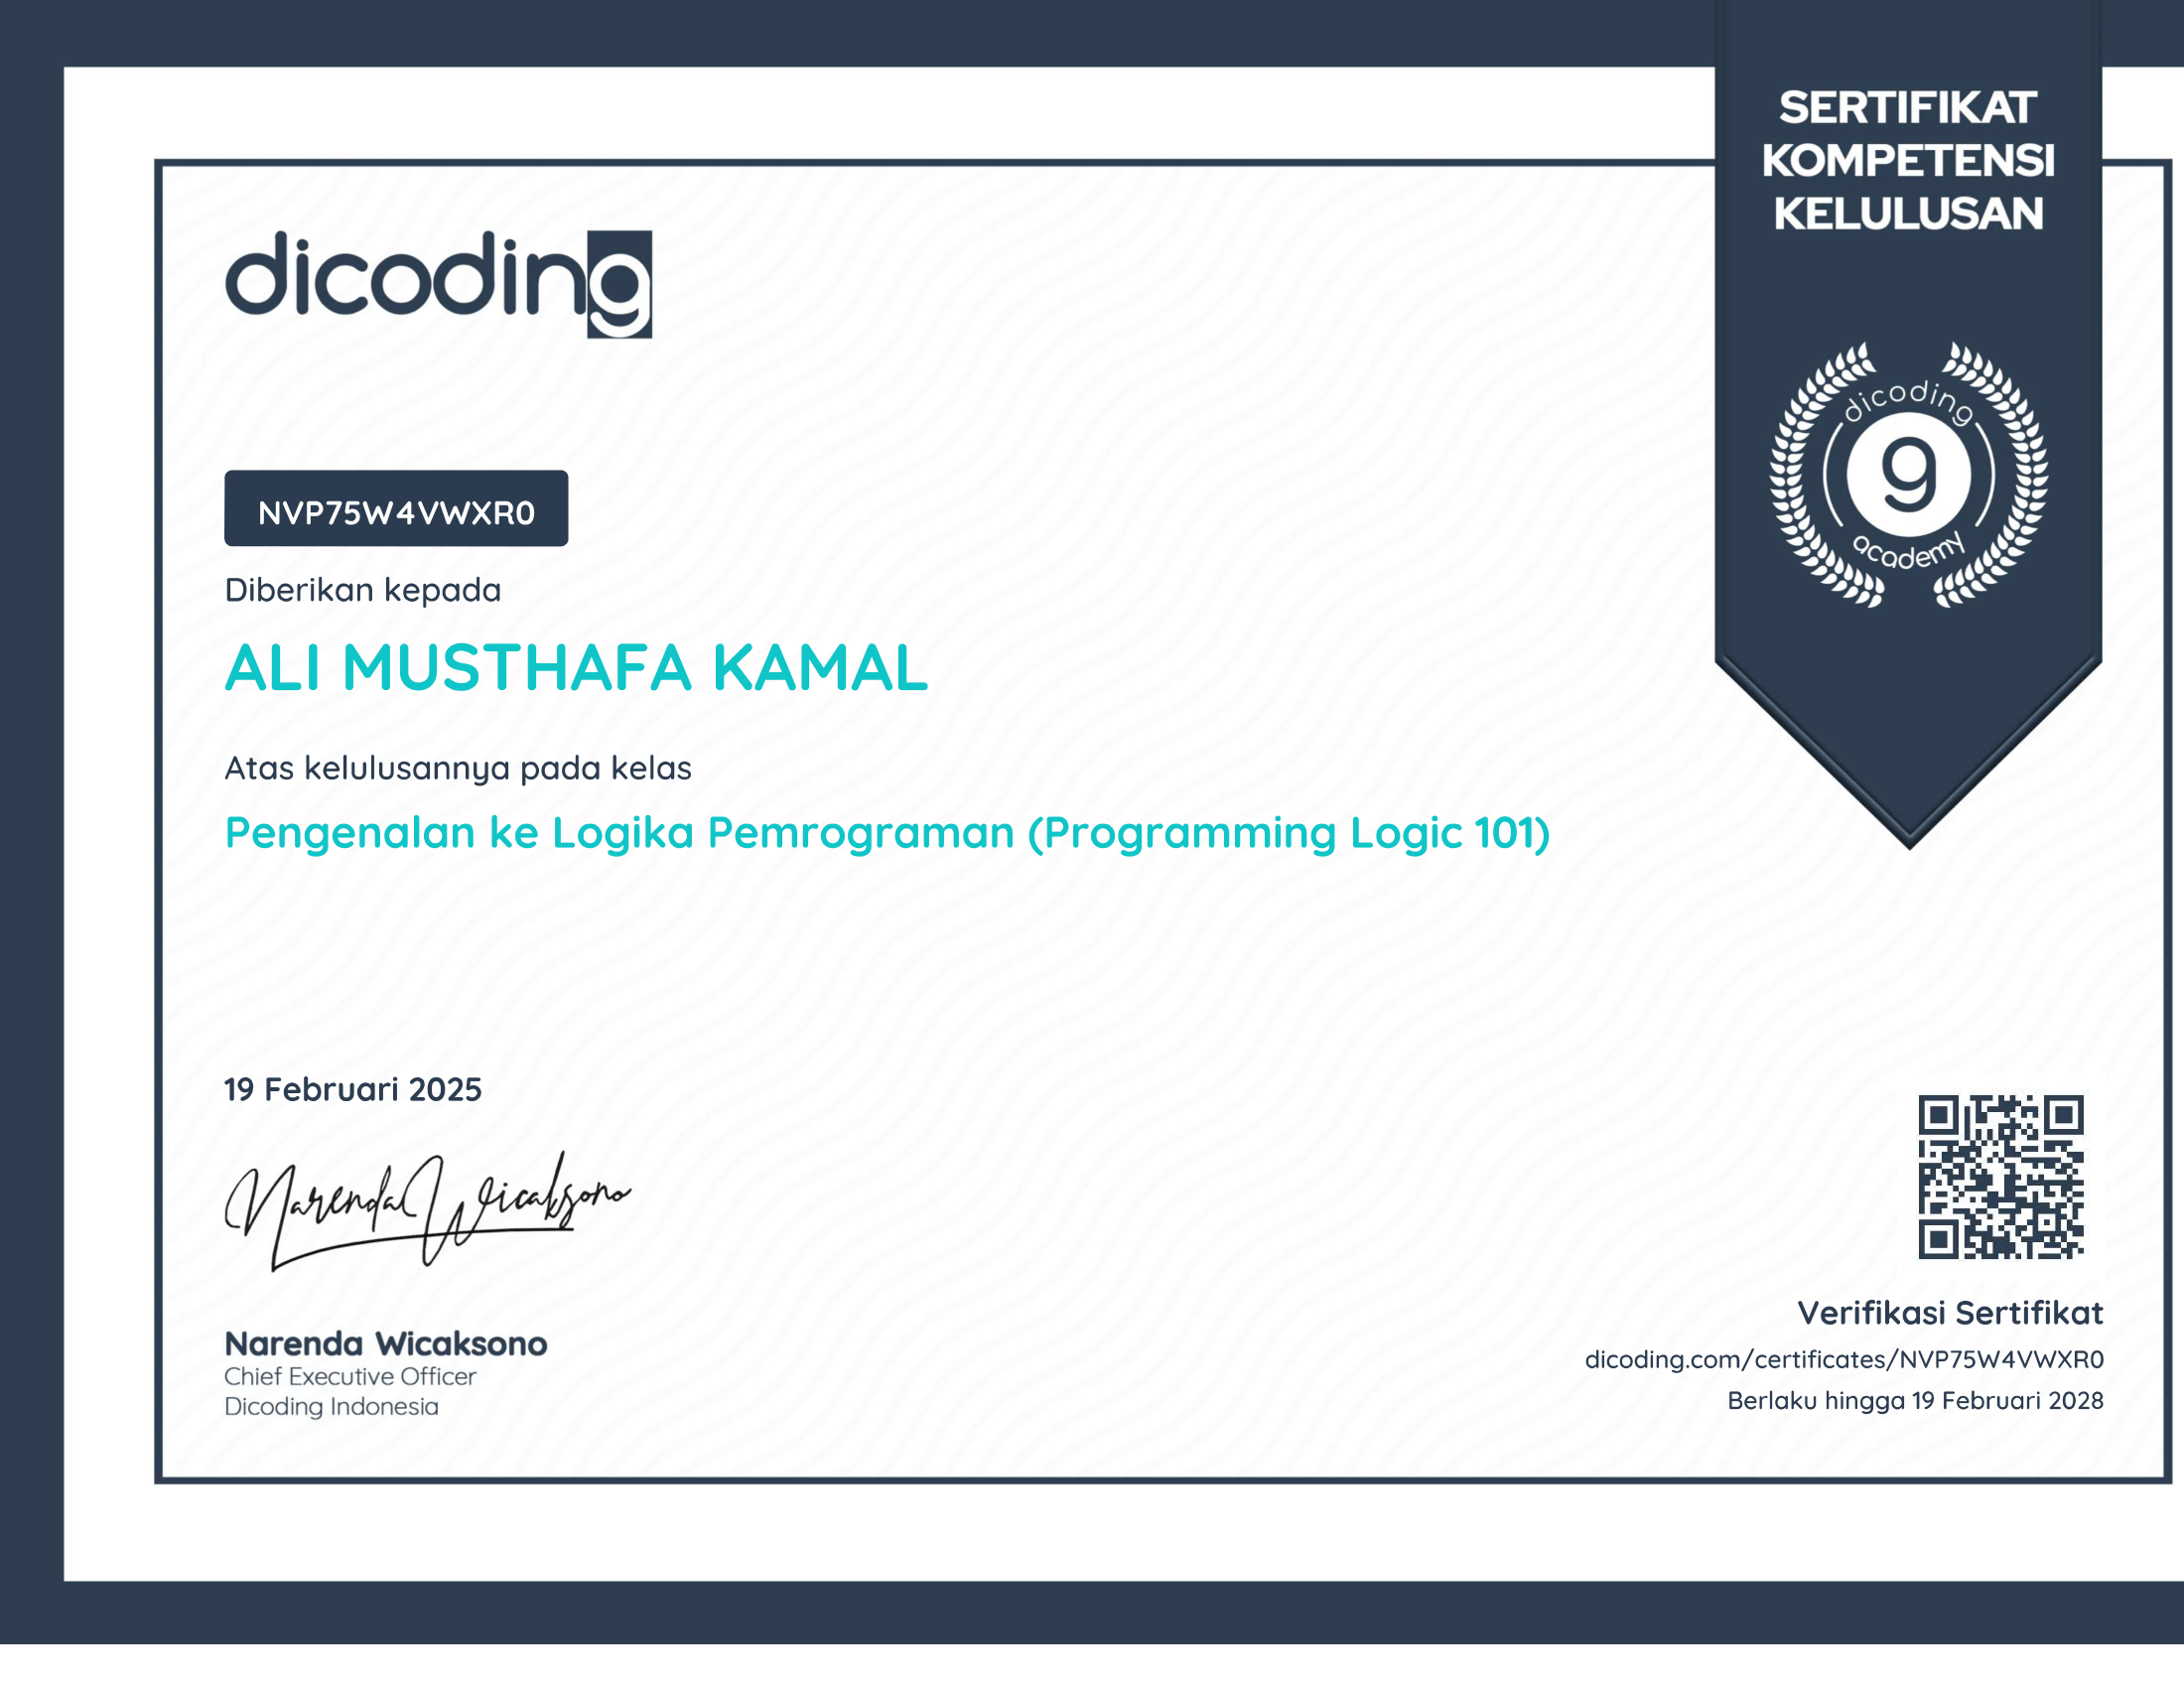 SERTIFIKAT
KOMPETENSI
KELULUSAN
dicoding
dicoding
g
academy
NVP75W4VWXR0
Diberikan kepada
ALI MUSTHAFA KAMAL
Atas kelulusannya pada kelas
Pengenalan ke Logika Pemrograman (Programming Logic 101)
19 Februari 2025
Narenda Wicaksono
Narenda Wicaksono
Chief Executive Officer
Dicoding Indonesia
Verifikasi Sertifikat
dicoding.com/certificates/NVP75W4VWXR0
Berlaku hingga 19 Februari 2028